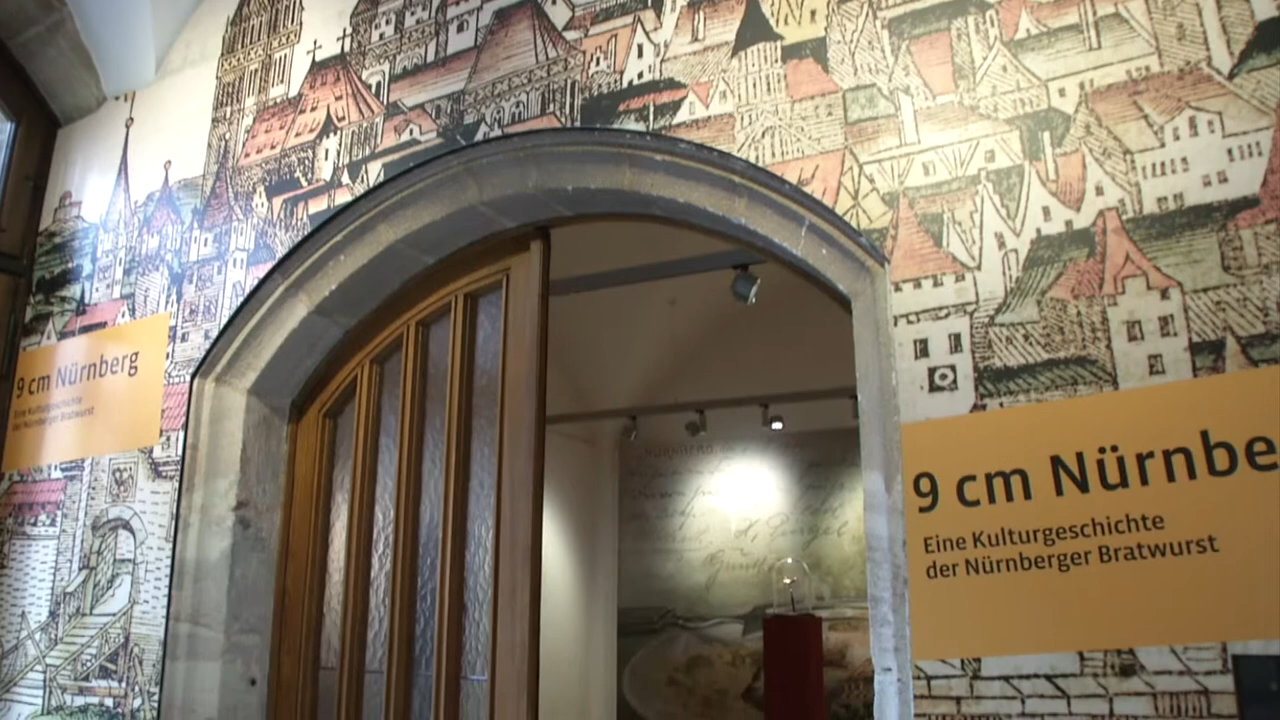 9 cm Nürnberg
Eine Kulturgeschichte
der Nürnberger Bratwurst
9 cm Nürnbe
Eine Kulturgeschichte
der Nürnberger Bratwurst